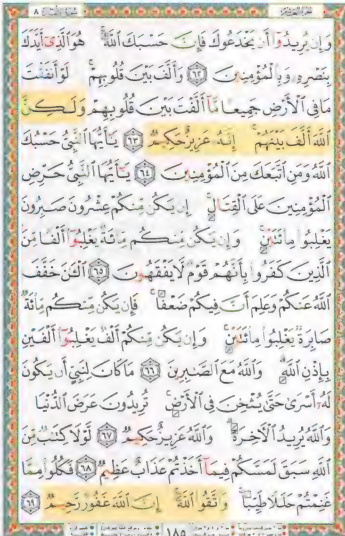 وَإِن يُرِيدُوٓاْ أَن يَخْدَعُوكَ فَإِنَّ حَسْبَكَ ٱللَّهُۚ هُوَ ٱلَّذِىٓ أَيَّدَكَ
بِنَصْرِهِۦ وَبِٱلْمُؤْمِنِينَ ٦٢ وَأَلَّفَ بَيْنَ قُلُوبِهِمْۚ لَوْ أَنفَقْتَ
مَا فِى ٱلْأَرْضِ جَمِيعًا مَّآ أَلَّفْتَ بَيْنَ قُلُوبِهِمْ وَلَٰكِنَّ
ٱللَّهَ أَلَّفَ بَيْنَهُمْۚ إِنَّهُۥ عَزِيزٌ حَكِيمٌ ٦٣ يَٰٓأَيُّهَا ٱلنَّبِىُّ حَسْبُكَ
ٱللَّهُ وَمَنِ ٱتَّبَعَكَ مِنَ ٱلْمُؤْمِنِينَ ٦٤ يَٰٓأَيُّهَا ٱلنَّبِىُّ حَرِّضِ
ٱلْمُؤْمِنِينَ عَلَى ٱلْقِتَالِۚ إِن يَكُن مِّنكُمْ عِشْرُونَ صَٰبِرُونَ
يَغْلِبُواْ مِاْئَتَيْنِۚ وَإِن يَكُن مِّنكُم مِّاْئَةٌ يَغْلِبُوٓاْ أَلْفًا مِّنَ
ٱلَّذِينَ كَفَرُواْ بِأَنَّهُمْ قَوْمٌ لَّا يَفْقَهُونَ ٦٥ ٱلْـَٰٔنَ خَفَّفَ
ٱللَّهُ عَنكُمْ وَعَلِمَ أَنَّ فِيكُمْ ضَعْفًاۚ فَإِن يَكُن مِّنكُم مِّاْئَةٌ
صَابِرَةٌ يَغْلِبُواْ مِاْئَتَيْنِۚ وَإِن يَكُن مِّنكُمْ أَلْفٌ يَغْلِبُوٓاْ أَلْفَيْنِ
بِإِذْنِ ٱللَّهِۗ وَٱللَّهُ مَعَ ٱلصَّٰبِرِينَ ٦٦ مَا كَانَ لِنَبِىٍّ أَن يَكُونَ
لَهُۥٓ أَسْرَىٰ حَتَّىٰ يُثْخِنَ فِى ٱلْأَرْضِۚ تُرِيدُونَ عَرَضَ ٱلدُّنْيَا
وَٱللَّهُ يُرِيدُ ٱلْـَٔاخِرَةَۗ وَٱللَّهُ عَزِيزٌ حَكِيمٌ ٦٧ لَّوْلَا كِتَٰبٌ مِّنَ
ٱللَّهِ سَبَقَ لَمَسَّكُمْ فِيمَآ أَخَذْتُمْ عَذَابٌ عَظِيمٌ ٦٨ فَكُلُواْ مِمَّا
غَنِمْتُمْ حَلَٰلًا طَيِّبًاۚ وَٱتَّقُواْ ٱللَّهَۚ إِنَّ ٱللَّهَ غَفُورٌ رَّحِيمٌ ٦٩
١٨٥